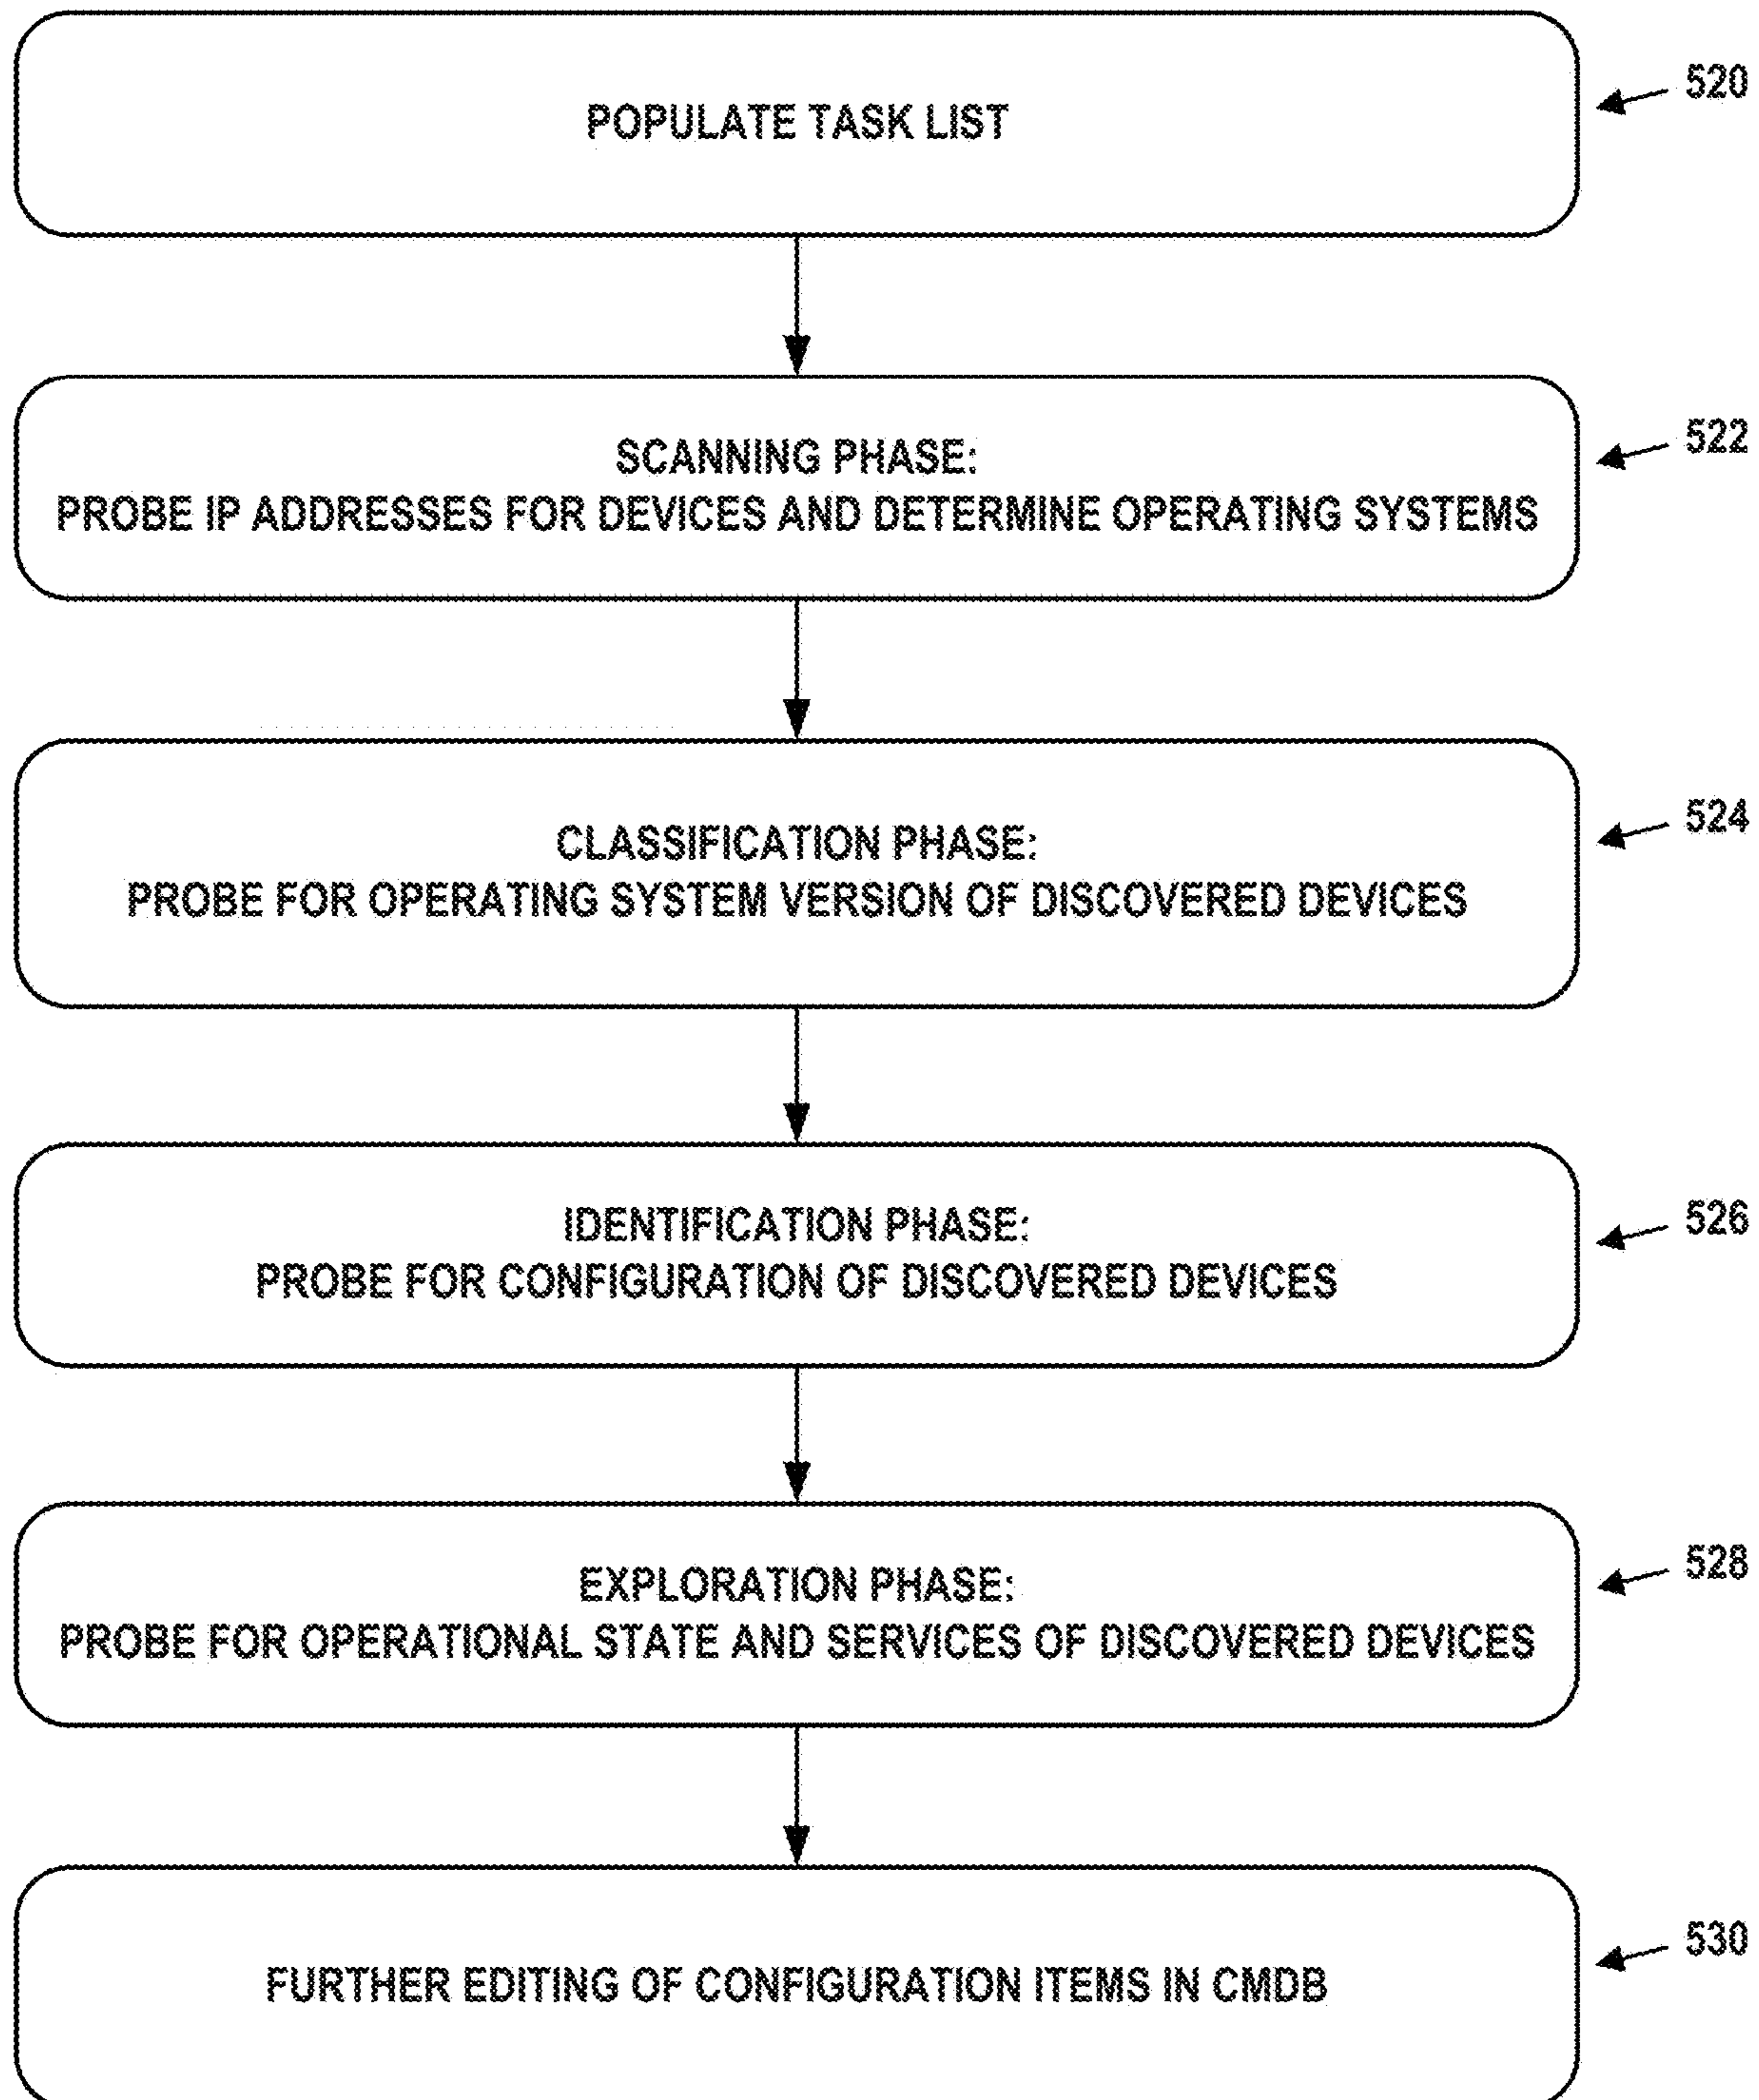 POPULATE TASK LIST
520
SCANNING PHASE:
PROBE IP ADDRESSES FOR DEVICES AND DETERMINE OPERATING SYSTEMS
522
CLASSIFICATION PHASE:
PROBE FOR OPERATING SYSTEM VERSION OF DISCOVERED DEVICES
524
IDENTIFICATION PHASE:
PROBE FOR CONFIGURATION OF DISCOVERED DEVICES
526
EXPLORATION PHASE:
PROBE FOR OPERATIONAL STATE AND SERVICES OF DISCOVERED DEVICES
528
FURTHER EDITING OF CONFIGURATION ITEMS IN CMDB
530